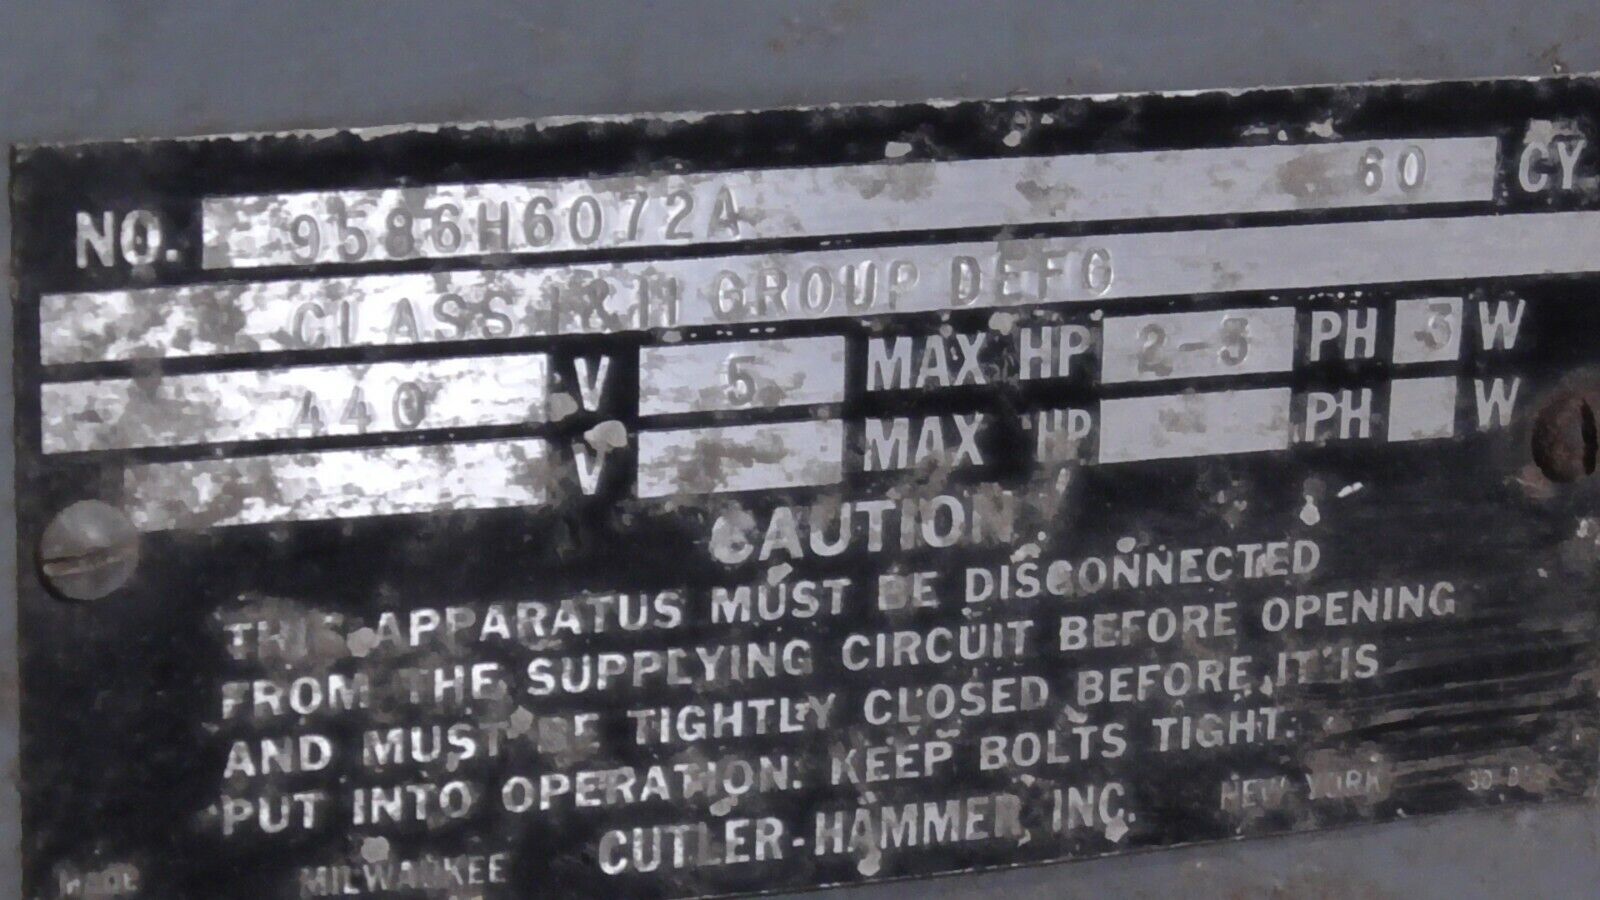 NO. 9586H6072A 60 CY
CLASS I & II GROUP DEFG
440 V 5 MAX HP 2-3 PH 3 W
V MAX HP PH W
CAUTION
THIS APPARATUS MUST BE DISCONNECTED
FROM THE SUPPLYING CIRCUIT BEFORE OPENING
AND MUST BE TIGHTLY CLOSED BEFORE IT IS
PUT INTO OPERATION. KEEP BOLTS TIGHT.
MADE MILWAUKEE CUTLER-HAMMER, INC. NEW YORK